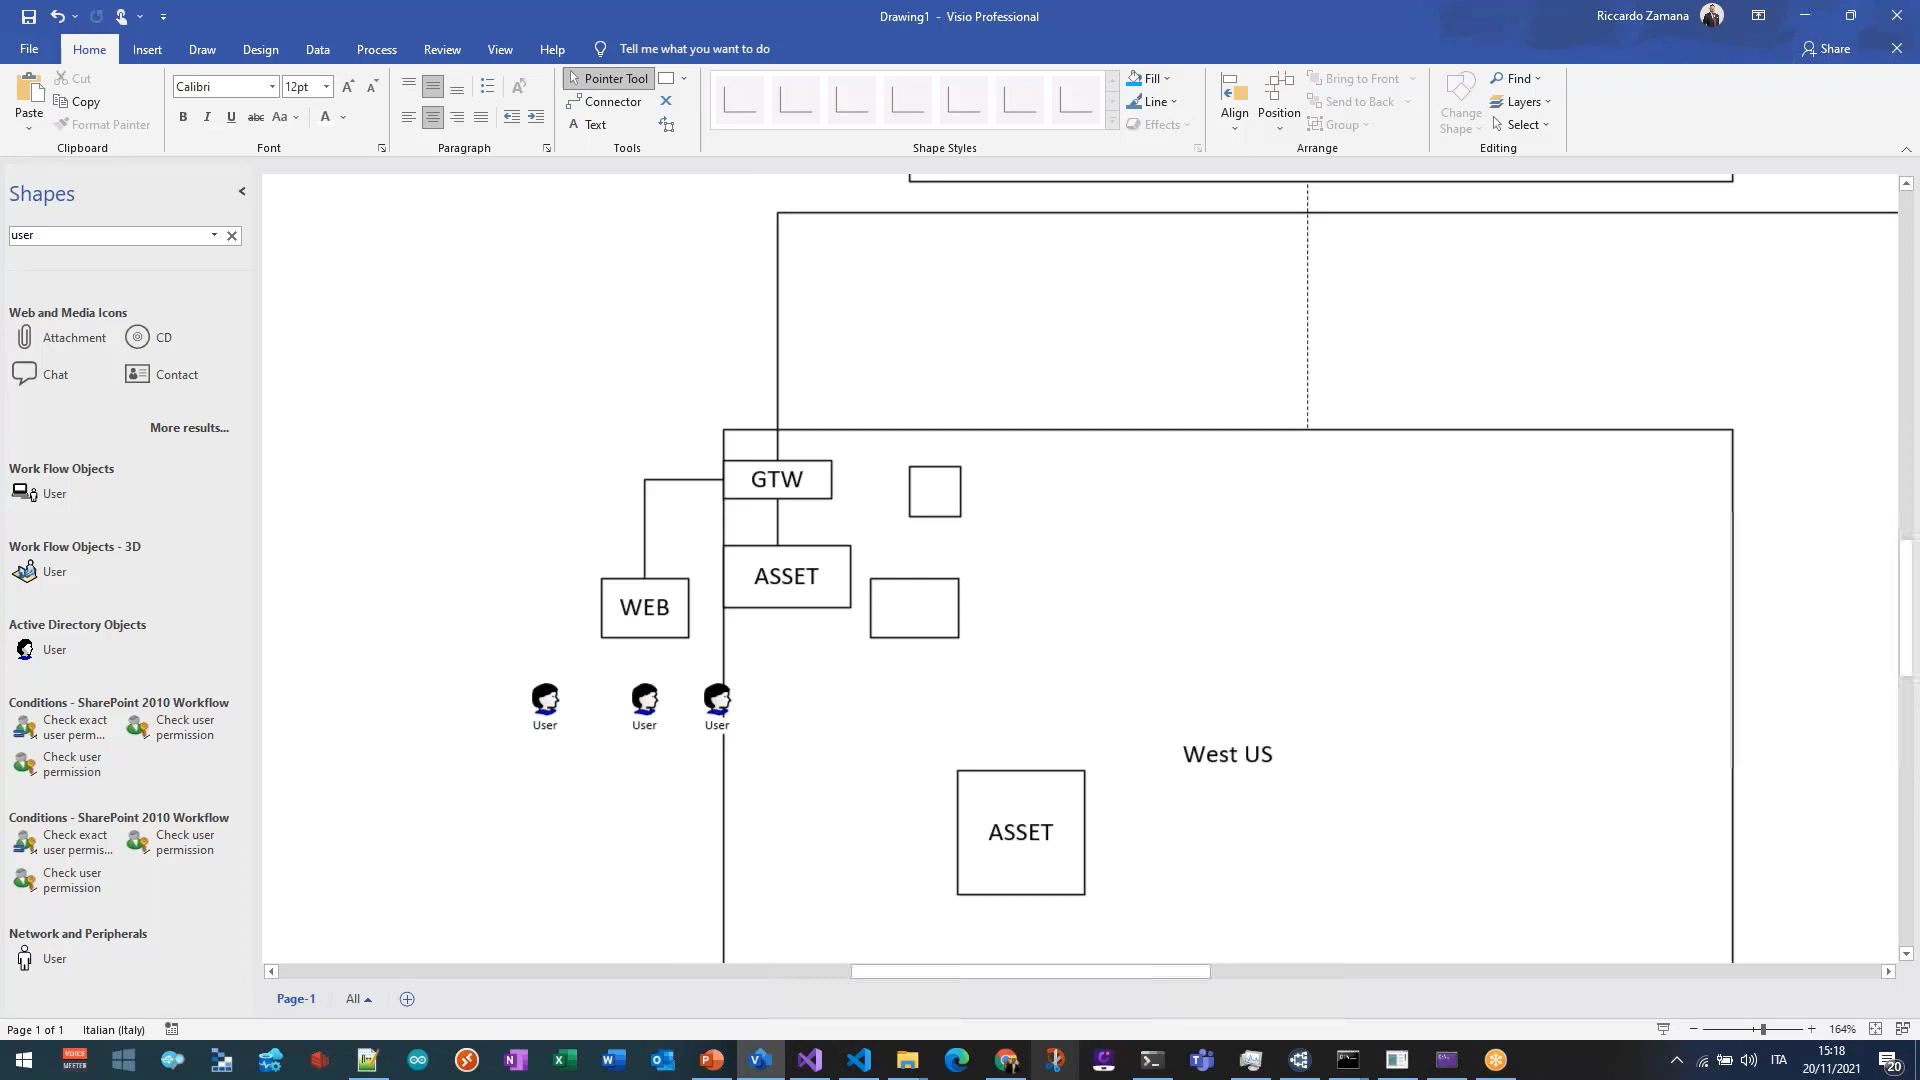 Drawing1 - Visio Professional
Riccardo Zamana
File Home Insert Draw Design Data Process Review View Help Tell me what you want to do
Share
Paste
Cut
Copy
Format Painter
Clipboard
Calibri 12pt
B I U abc Aa A
Font
Paragraph
Pointer Tool
Connector
A Text
Tools
Shape Styles
Fill
Line
Effects
Align
Position
Bring to Front
Send to Back
Group
Arrange
Change Shape
Find
Layers
Select
Editing
Shapes
user
Web and Media Icons
Attachment CD
Chat Contact
More results...
Work Flow Objects
User
Work Flow Objects - 3D
User
Active Directory Objects
User
Conditions - SharePoint 2010 Workflow
Check exact user perm...
Check user permission
Check user permission
Conditions - SharePoint 2010 Workflow
Check exact user permis...
Check user permission
Check user permission
Network and Peripherals
User
GTW
ASSET
WEB
User User User
West US
ASSET
Page-1 All
Page 1 of 1 Italian (Italy)
164%
VOICE MEETER
ITA
15:18
20/11/2021
20